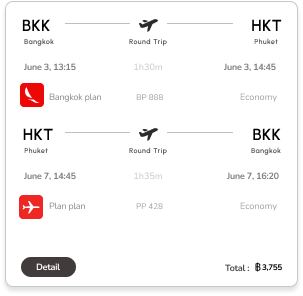 BKK HKT
Bangkok Round Trip Phuket
June 3, 13:15 1h30m June 3, 14:45
Bangkok plan BP 888 Economy
HKT BKK
Phuket Round Trip Bangkok
June 7, 14:45 1h35m June 7, 16:20
Plan plan PP 428 Economy
Detail Total : ฿3,755